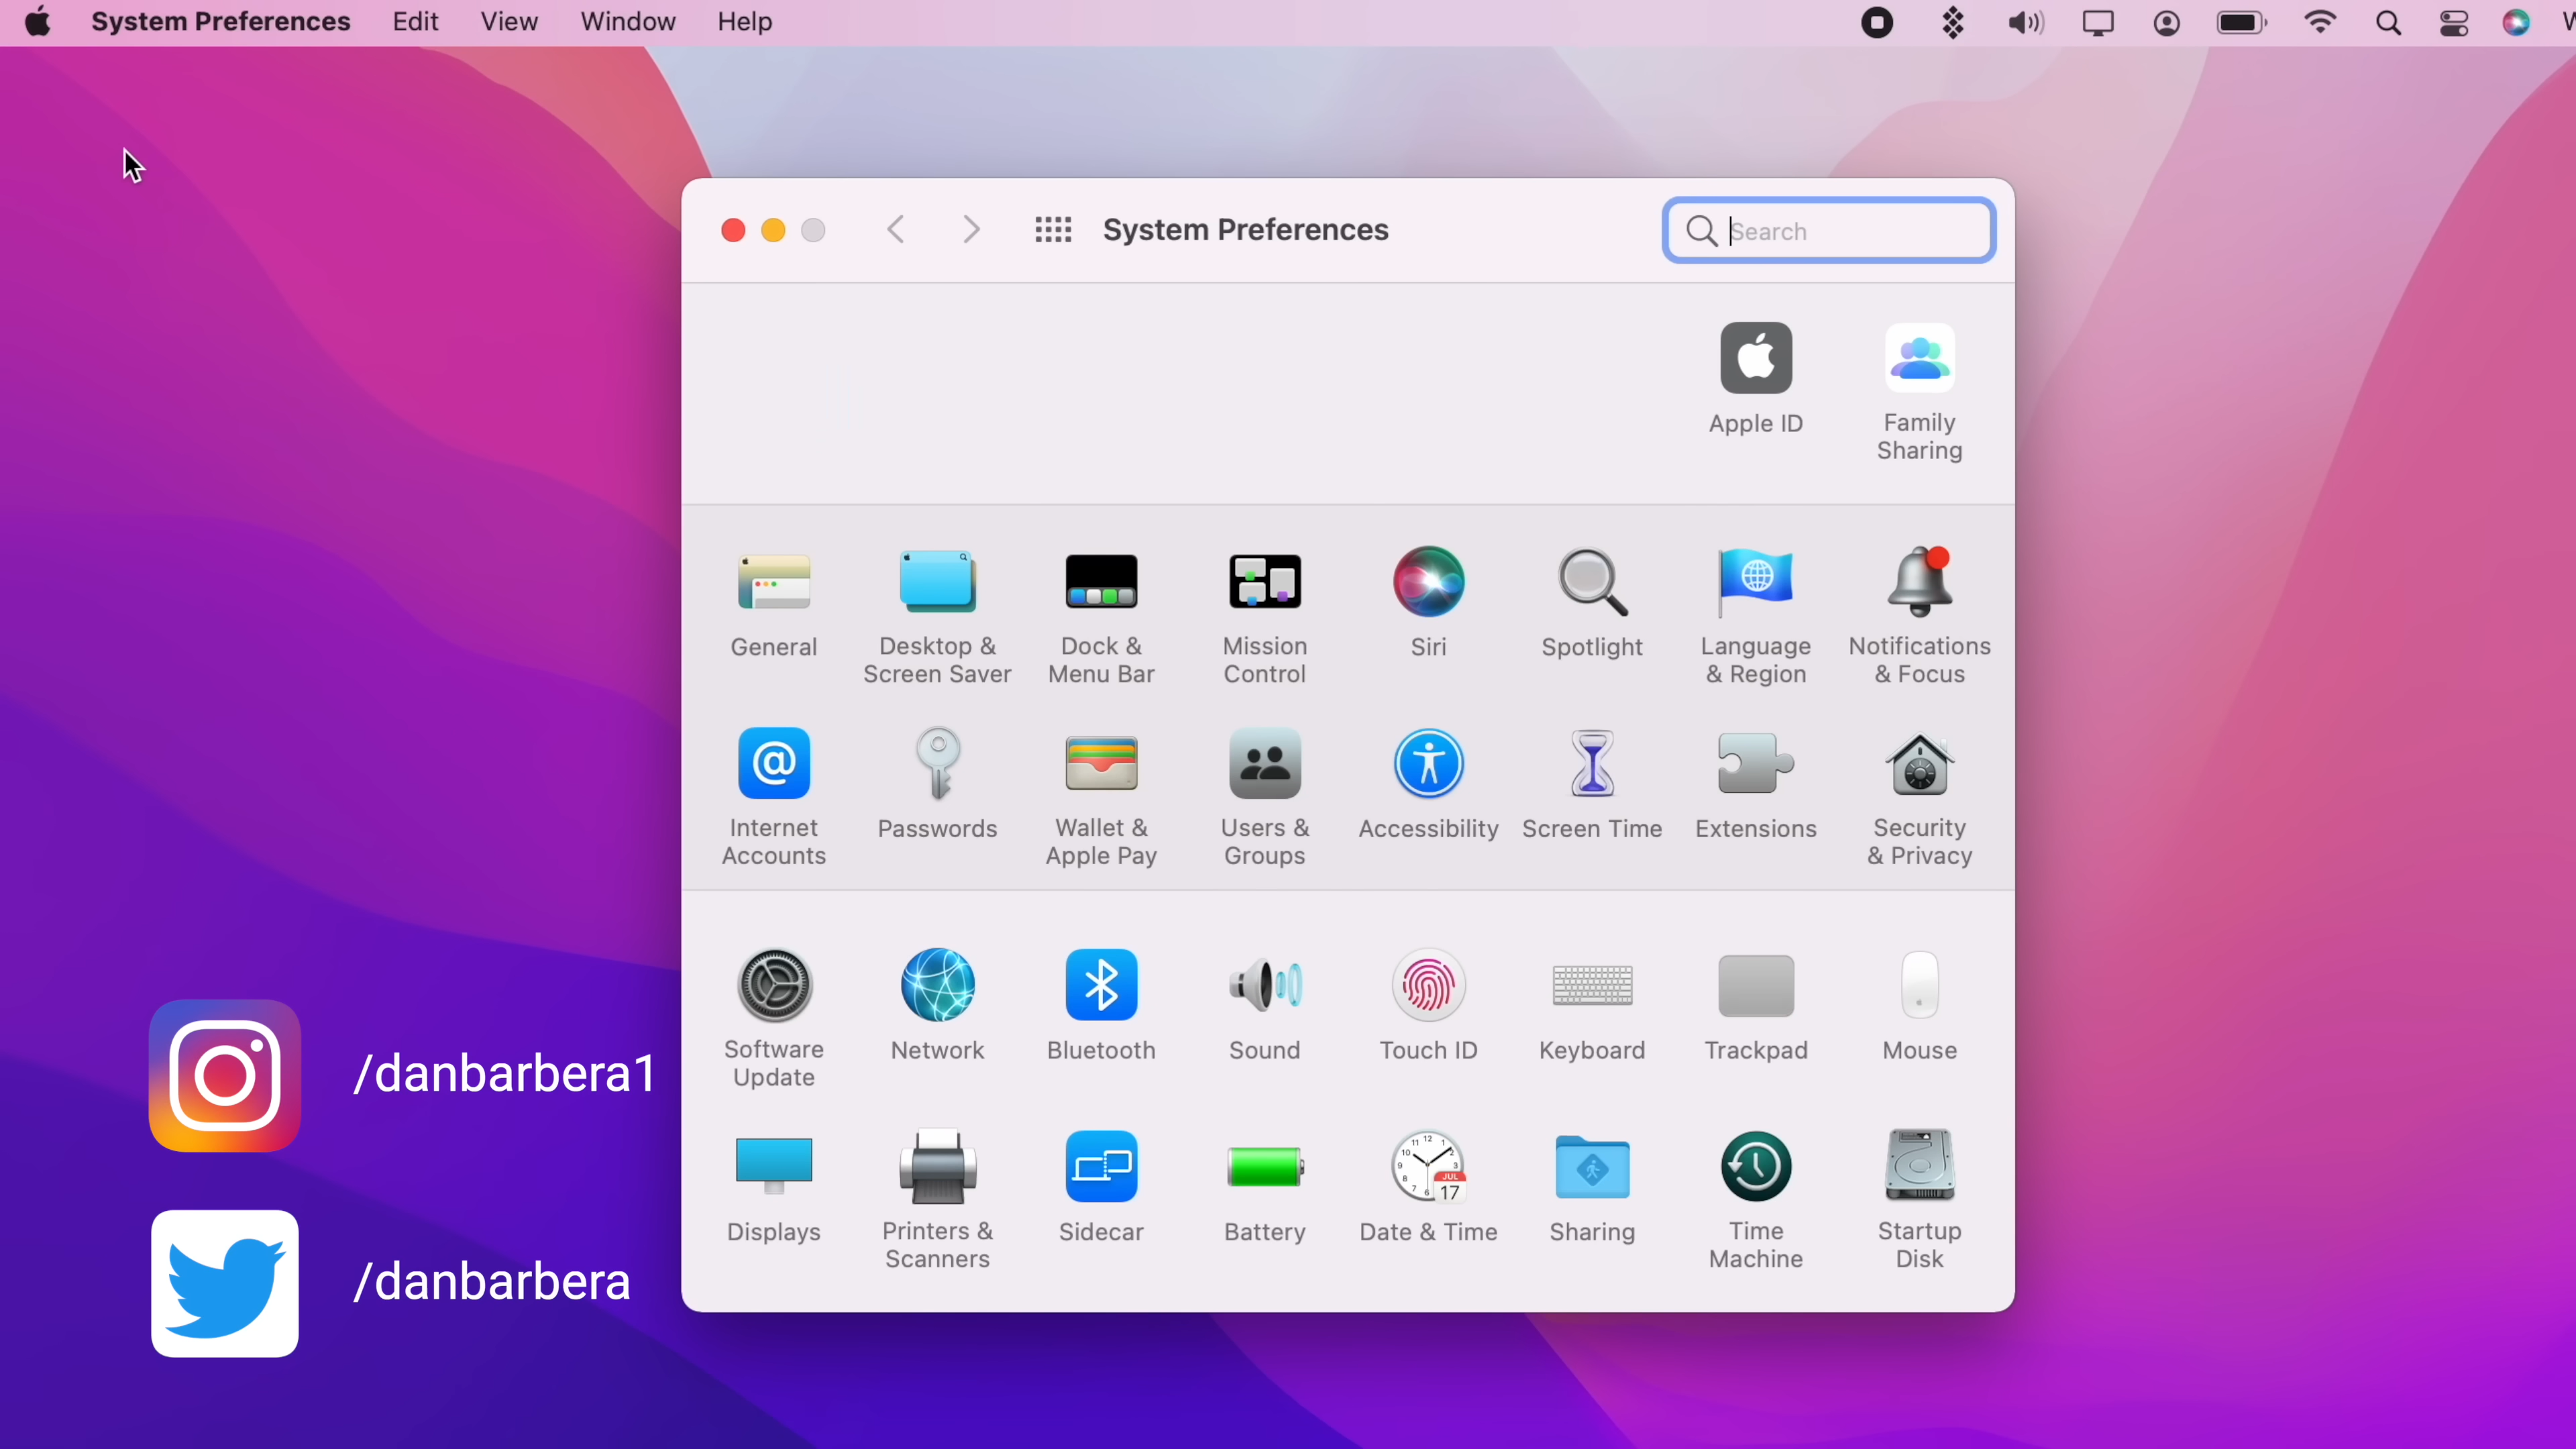 System Preferences Edit View Window Help
System Preferences
Search
Apple ID
Family
Sharing
General
Desktop &
Screen Saver
Dock &
Menu Bar
Mission
Control
Siri
Spotlight
Language
& Region
Notifications
& Focus
Internet
Accounts
Passwords
Wallet &
Apple Pay
Users &
Groups
Accessibility
Screen Time
Extensions
Security
& Privacy
Software
Update
Network
Bluetooth
Sound
Touch ID
Keyboard
Trackpad
Mouse
Displays
Printers &
Scanners
Sidecar
Battery
JUL
17
Date & Time
Sharing
Time
Machine
Startup
Disk
/danbarbera1
/danbarbera